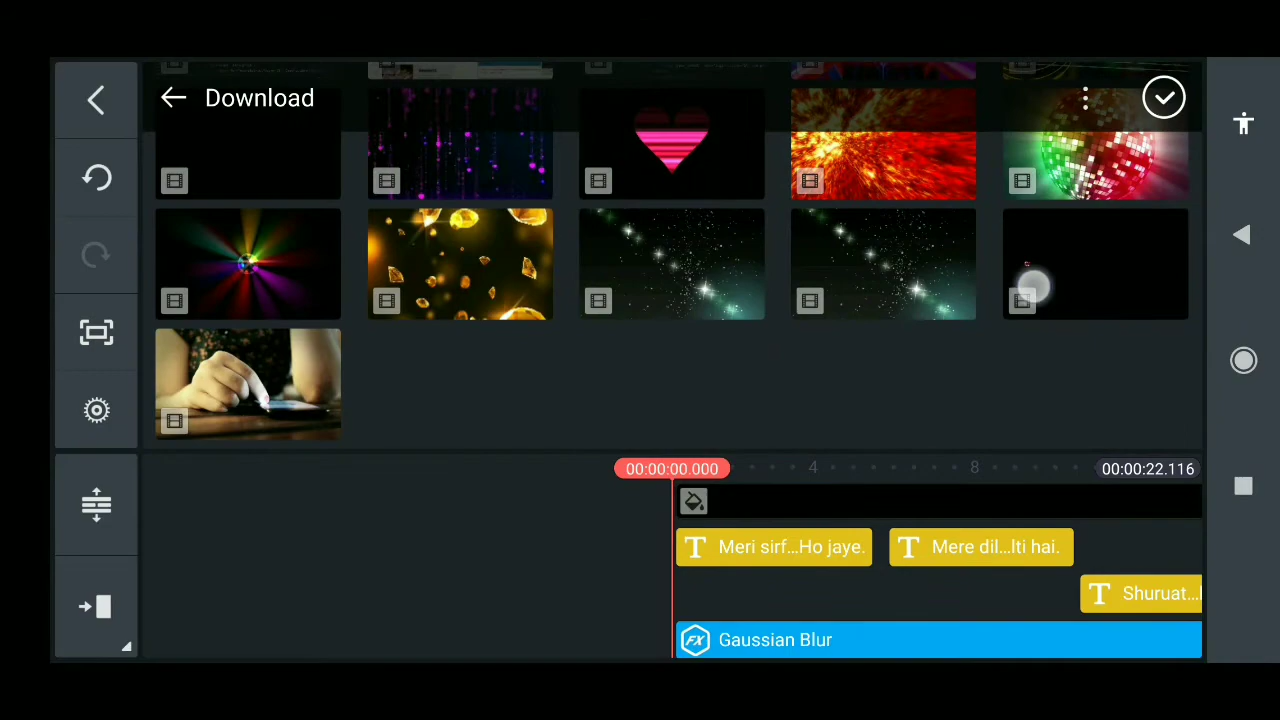 Download
00:00:00.000
4
8
00:00:22.116
T Meri sirf...Ho jaye.
T Mere dil...lti hai.
T Shuruat...
FX Gaussian Blur